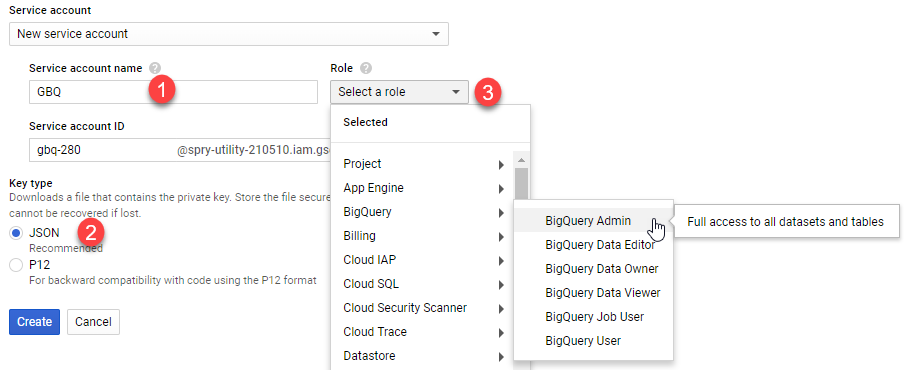 Service account
New service account
Service account name ?
Role ?
GBQ
1
Select a role
3
Selected
Service account ID
gbq-280 @spry-utility-210510.iam.gs
Project
App Engine
BigQuery
Billing
Cloud IAP
Cloud SQL
Cloud Security Scanner
Cloud Trace
Datastore
BigQuery Admin
Full access to all datasets and tables
BigQuery Data Editor
BigQuery Data Owner
BigQuery Data Viewer
BigQuery Job User
BigQuery User
Key type
Downloads a file that contains the private key. Store the file secure
cannot be recovered if lost.
JSON
2
Recommended
P12
For backward compatibility with code using the P12 format
Create
Cancel